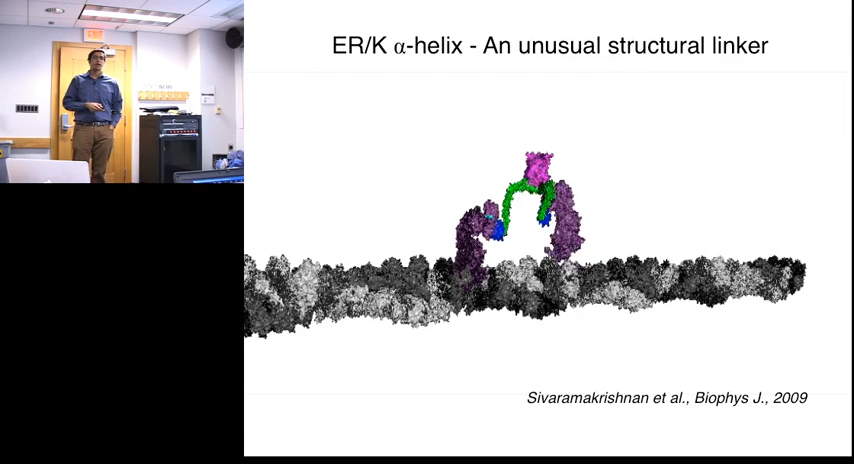 ER/K α-helix - An unusual structural linker
Sivaramakrishnan et al., Biophys J., 2009